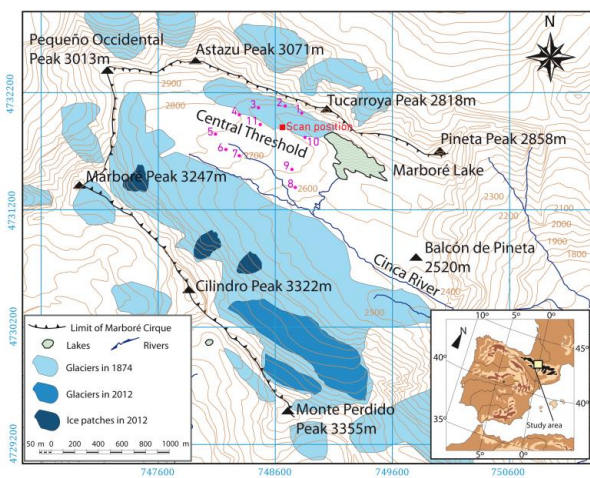 Pequeño Occidental
Peak 3013m
Astazu Peak 3071m
N
4732200
2900
2800
Tucarroya Peak 2818m
3
2
1
4
11
Scan position
Central Threshold
5
10
Pineta Peak 2858m
6
7
2700
9
8
2600
Marboré Lake
Marboré Peak 3247m
4731200
2300
2200
2100
2000
1900
1800
Balcón de Pineta
2520m
Cinca River
2400
Cilindro Peak 3322m
2500
4730200
Limit of Marboré Cirque
Lakes
Rivers
Glaciers in 1874
Glaciers in 2012
Ice patches in 2012
50 m 0
200
400
600
800
1000 m
Monte Perdido
Peak 3355m
4729200
747600
748600
749600
750600
10°
5°
0°
N
45°
40°
40°
35°
Study area
5°
0°